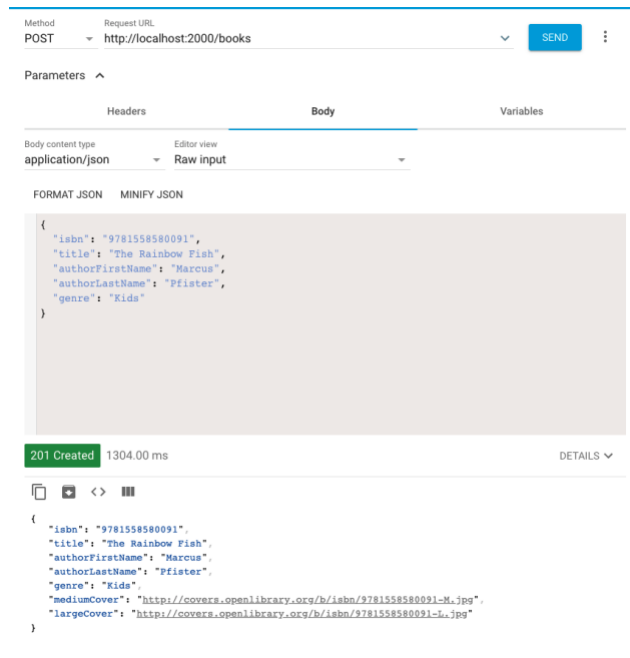 Method
Request URL
POST
http://localhost:2000/books
SEND
Parameters
Headers
Body
Variables
Body content type
Editor view
application/json
Raw input
FORMAT JSON
MINIFY JSON
{
"isbn": "9781558580091",
"title": "The Rainbow Fish",
"authorFirstName": "Marcus",
"authorLastName": "Pfister",
"genre": "Kids"
}
201 Created
1304.00 ms
DETAILS
{
"isbn": "9781558580091",
"title": "The Rainbow Fish",
"authorFirstName": "Marcus",
"authorLastName": "Pfister",
"genre": "Kids",
"mediumCover": "http://covers.openlibrary.org/b/isbn/9781558580091-M.jpg",
"largeCover": "http://covers.openlibrary.org/b/isbn/9781558580091-L.jpg"
}